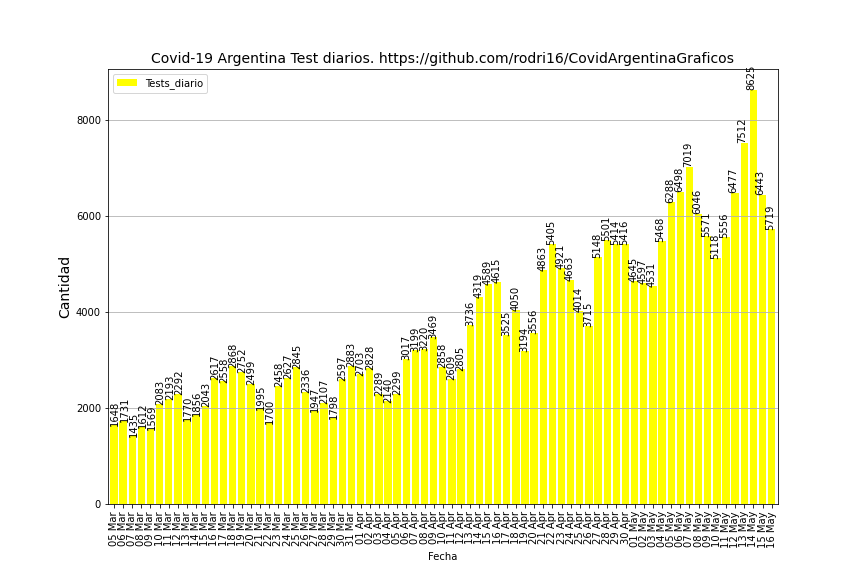 Covid-19 Argentina Test diarios. https://github.com/rodri16/CovidArgentinaGraficos
Tests_diario
Cantidad
8000
6000
4000
2000
0
1648
1731
1435
1612
1569
2083
2193
2292
1770
1856
2043
2617
2558
2868
2752
2499
1995
1700
2458
2627
2845
2336
1947
2107
1798
2597
2883
2703
2828
2289
2140
2299
3017
3199
3220
3469
2858
2609
2805
3736
4319
4589
4615
3525
4050
3194
3556
4863
5405
4921
4663
4014
3715
5148
5501
5414
5416
4645
4597
4531
5468
6288
6498
7019
6046
5571
5118
5556
6477
7512
8625
6443
5719
05 Mar
06 Mar
07 Mar
08 Mar
09 Mar
10 Mar
11 Mar
12 Mar
13 Mar
14 Mar
15 Mar
16 Mar
17 Mar
18 Mar
19 Mar
20 Mar
21 Mar
22 Mar
23 Mar
24 Mar
25 Mar
26 Mar
27 Mar
28 Mar
29 Mar
30 Mar
31 Mar
01 Apr
02 Apr
03 Apr
04 Apr
05 Apr
06 Apr
07 Apr
08 Apr
09 Apr
10 Apr
11 Apr
12 Apr
13 Apr
14 Apr
15 Apr
16 Apr
17 Apr
18 Apr
19 Apr
20 Apr
21 Apr
22 Apr
23 Apr
24 Apr
25 Apr
26 Apr
27 Apr
28 Apr
29 Apr
30 Apr
01 May
02 May
03 May
04 May
05 May
06 May
07 May
08 May
09 May
10 May
11 May
12 May
13 May
14 May
15 May
16 May
Fecha